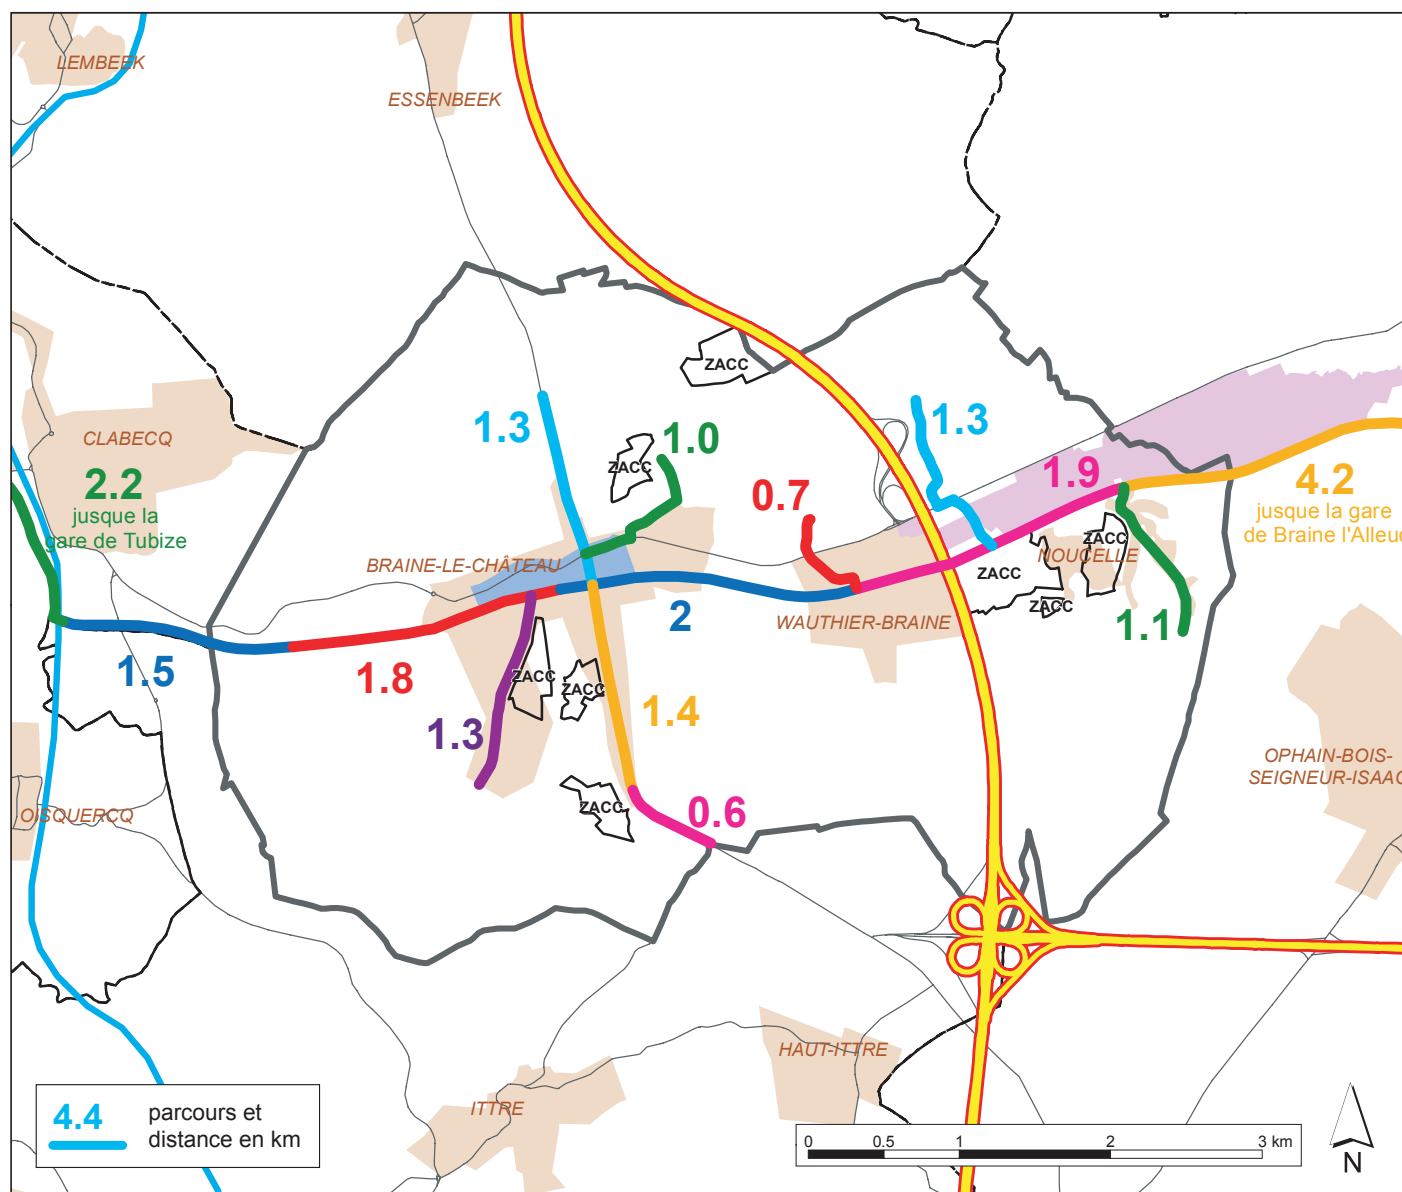 LEMBEEK
ESSENBEEK
ZACC
1.3
1.0
1.3
CLABECQ
ZACC
2.2
jusque la
gare de Tubize
0.7
1.9
4.2
jusque la gare
de Braine l'Alleud
ZACC
NOUCELLE
BRAINE-LE-CHÂTEAU
ZACC
ZACC
2
WAUTHIER-BRAINE
1.1
1.5
1.8
ZACC
ZACC
1.3
1.4
OPHAIN-BOIS-
SEIGNEUR-ISAAC
OISQUERCQ
ZACC
0.6
HAUT-ITTRE
ITTRE
4.4
parcours et
distance en km
0 0.5 1 2 3 km
N